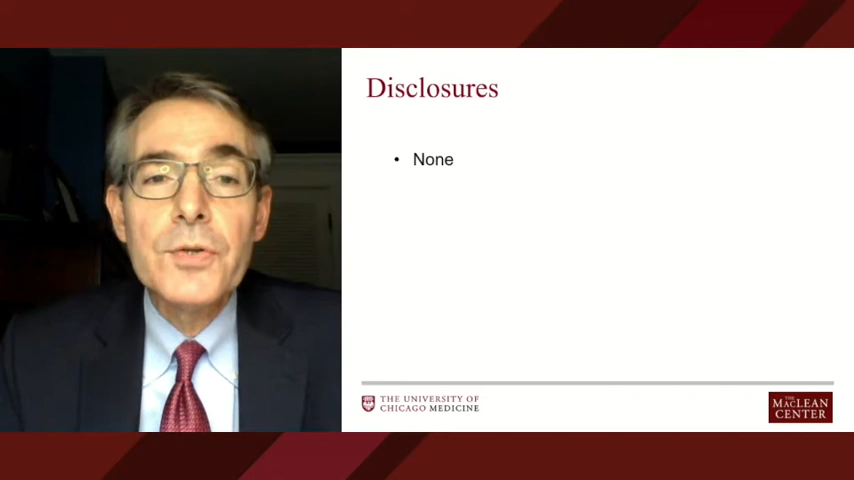 Disclosures
• None
THE UNIVERSITY OF
CHICAGO MEDICINE
THE
MACLEAN
CENTER